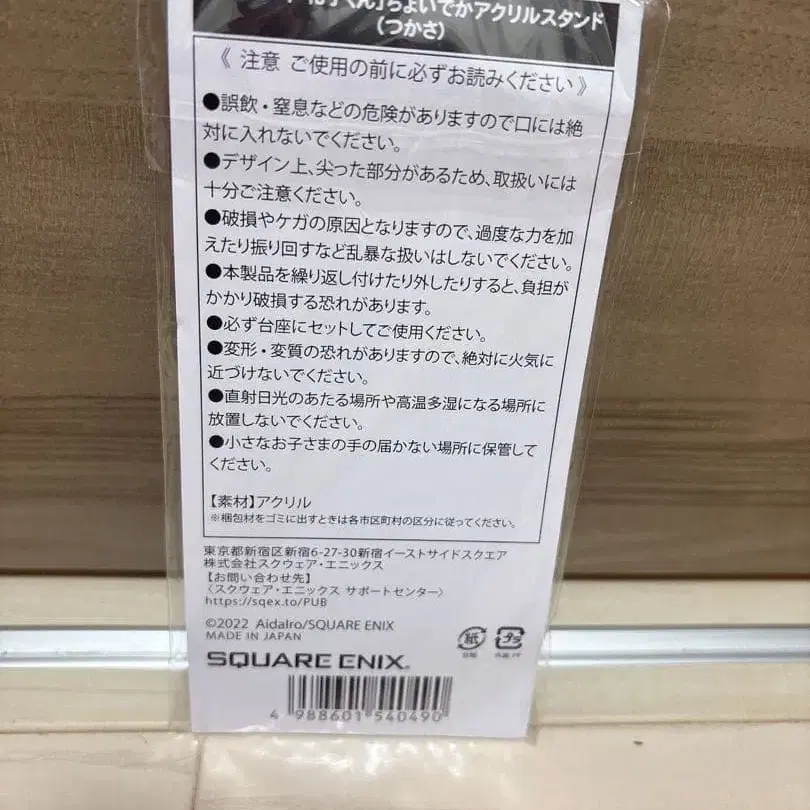 くん」ちょいでかアクリルスタンド
(つかさ)
《 注意 ご使用の前に必ずお読みください 》
●誤飲・窒息などの危険がありますので口には絶
対に入れないでください。
●デザイン上、尖った部分があるため、取扱いには
十分ご注意ください。
●破損やケガの原因となりますので、過度な力を加
えたり振り回すなど乱暴な扱いはしないでください。
●本製品を繰り返し付けたり外したりすると、負担が
かかり破損する恐れがあります。
●必ず台座にセットしてご使用ください。
●変形・変質の恐れがありますので、絶対に火気に
近づけないでください。
●直射日光のあたる場所や高温多湿になる場所に
放置しないでください。
●小さなお子さまの手の届かない場所に保管して
ください。
【素材】アクリル
※梱包材をゴミに出すときは各市区町村の区分に従ってください。
東京都新宿区新宿6-27-30新宿イーストサイドスクエア
株式会社スクウェア・エニックス
【お問い合わせ先】
〈スクウェア・エニックス サポートセンター〉
https://sqex.to/PUB
©2022 AidaIro/SQUARE ENIX
MADE IN JAPAN
紙 プラ
SQUARE ENIX®
4 988601 540490